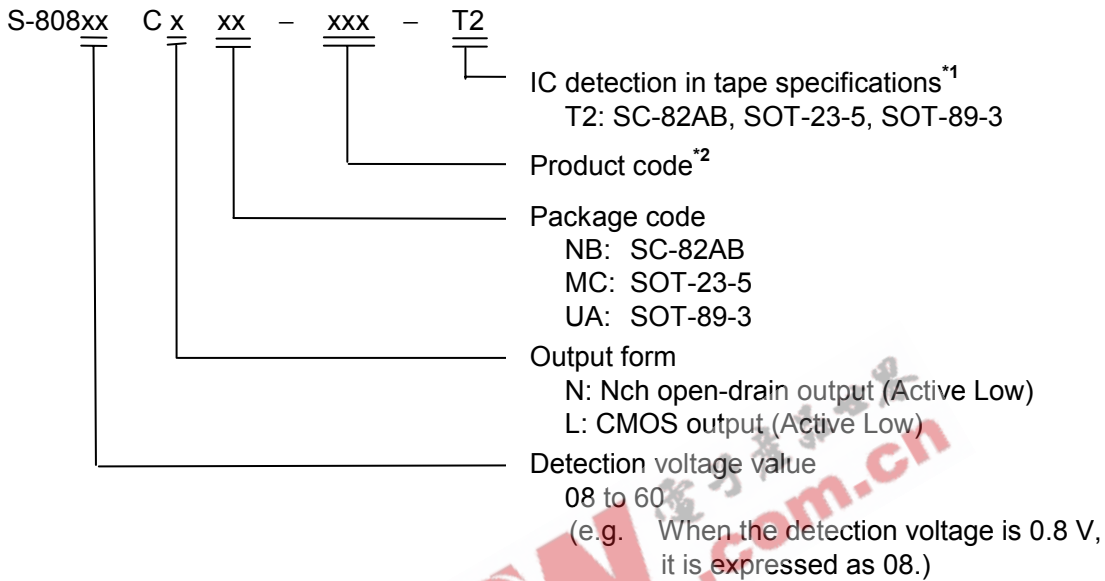 S-808xx C x xx – xxx – T2
IC detection in tape specifications*1
T2: SC-82AB, SOT-23-5, SOT-89-3
Product code*2
Package code
NB: SC-82AB
MC: SOT-23-5
UA: SOT-89-3
Output form
N: Nch open-drain output (Active Low)
L: CMOS output (Active Low)
Detection voltage value
08 to 60
(e.g. When the detection voltage is 0.8 V,
it is expressed as 08.)
.com.cn